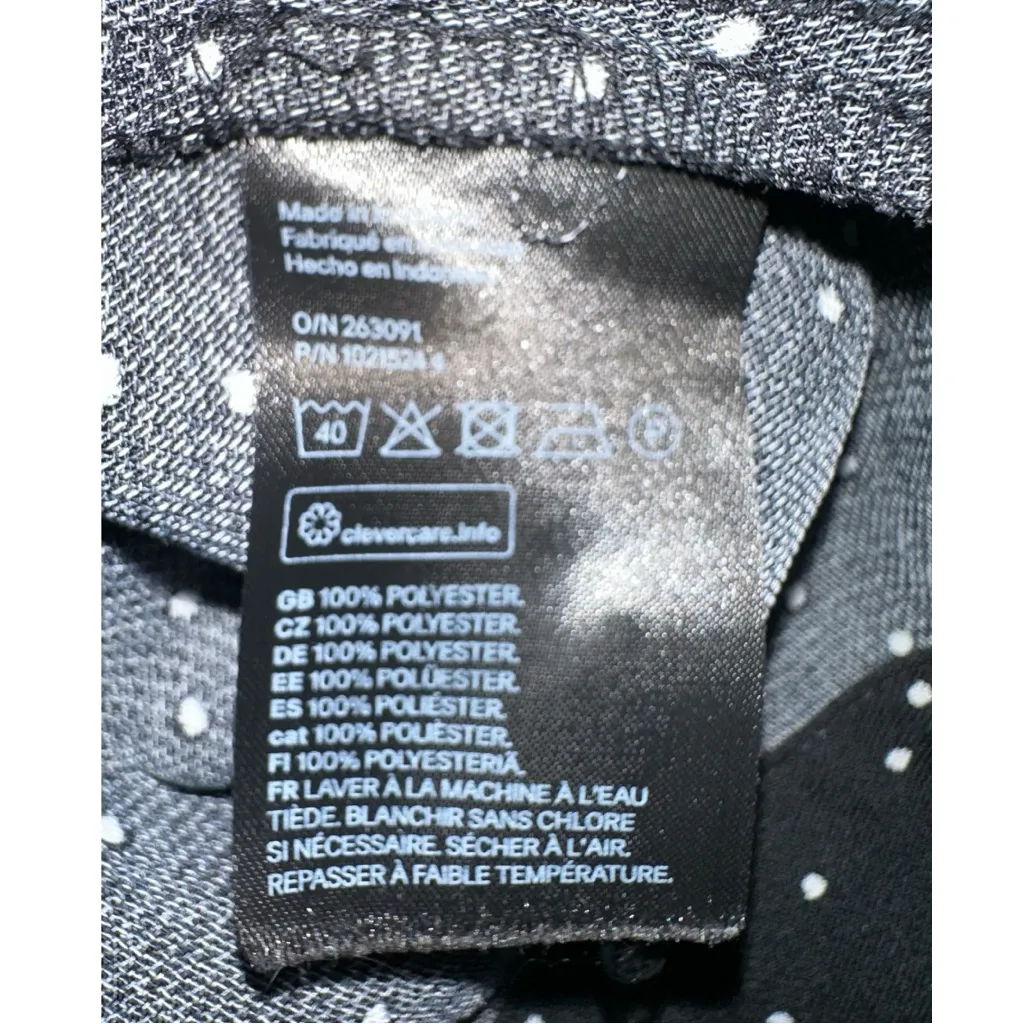 Made in
Fabriqué en
Hecho en Indonesia
O/N 263091
P/N
40
P
clevercare.info
GB 100% POLYESTER.
CZ 100% POLYESTER.
DE 100% POLYESTER.
EE 100% POLÜESTER.
ES 100% POLIÉSTER.
cat 100% POLIÈSTER.
FI 100% POLYESTERIÄ.
FR LAVER À LA MACHINE À L'EAU
TIÈDE. BLANCHIR SANS CHLORE
SI NÉCESSAIRE. SÉCHER À L'AIR.
REPASSER À FAIBLE TEMPÉRATURE.